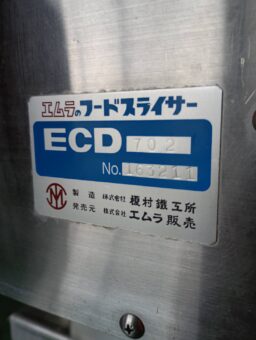 エムラのフードスライサー
ECD 702
No. 163211
製造 株式会社 榎村鐵工所
発売元 株式会社 エムラ販売